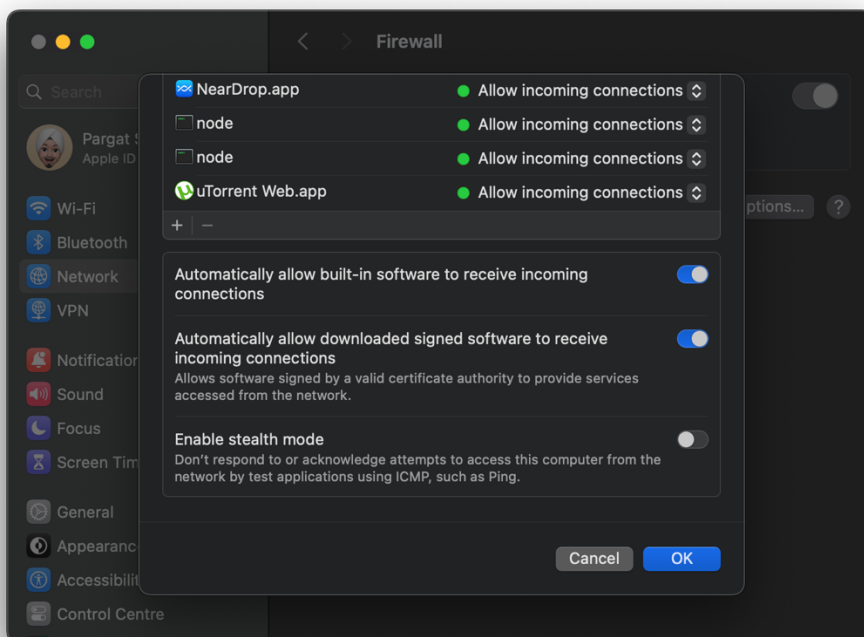 Firewall
Search
Pargat
Apple ID
Wi-Fi
Bluetooth
Network
VPN
Sound
Focus
Screen
General
Accessibilit
Control Centre
NearDrop.app Allow incoming connections
node Allow incoming connections
node Allow incoming connections
uTorrent Web.app Allow incoming connections
+ −
ptions... ?
Automatically allow built-in software to receive incoming
connections
Automatically allow downloaded signed software to receive
incoming connections
Allows software signed by a valid certificate authority to provide services
accessed from the network.
Enable stealth mode
Don't respond to or acknowledge attempts to access this computer from the
network by test applications using ICMP, such as Ping.
Cancel OK